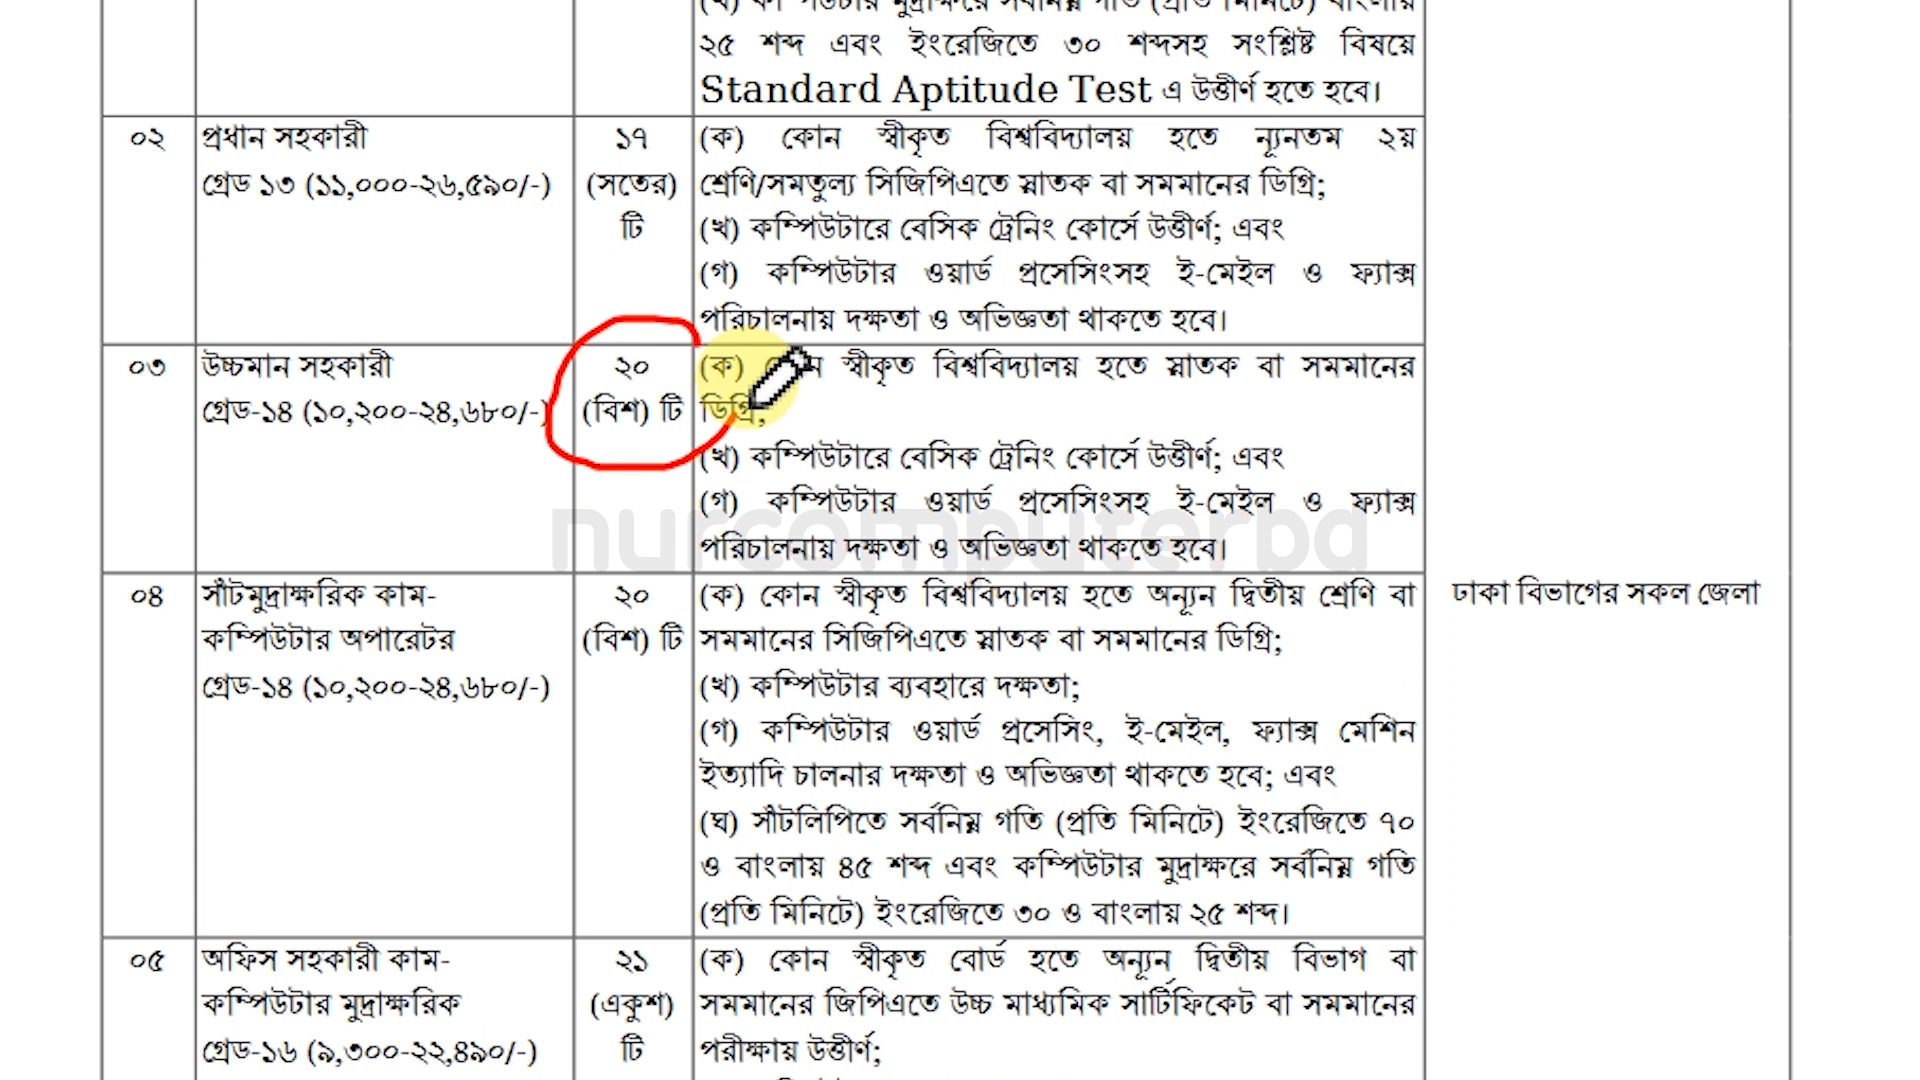 (খ) কম্পিউটার মুদ্রাক্ষরে সর্বনিম্ন গতি (প্রতি মিনিটে) বাংলায়
২৫ শব্দ এবং ইংরেজিতে ৩০ শব্দসহ সংশ্লিষ্ট বিষয়ে
Standard Aptitude Test এ উত্তীর্ণ হতে হবে।
০২
প্রধান সহকারী
গ্রেড ১৩ (১১,০০০-২৬,৫৯০/-)
১৭
(সতের)
টি
(ক) কোন স্বীকৃত বিশ্ববিদ্যালয় হতে ন্যূনতম ২য়
শ্রেণি/সমতুল্য সিজিপিএতে স্নাতক বা সমমানের ডিগ্রি;
(খ) কম্পিউটারে বেসিক ট্রেনিং কোর্সে উত্তীর্ণ; এবং
(গ) কম্পিউটার ওয়ার্ড প্রসেসিংসহ ই-মেইল ও ফ্যাক্স
পরিচালনায় দক্ষতা ও অভিজ্ঞতা থাকতে হবে।
০৩
উচ্চমান সহকারী
গ্রেড-১৪ (১০,২০০-২৪,৬৮০/-)
২০
(বিশ) টি
(ক) স্বীকৃত বিশ্ববিদ্যালয় হতে স্নাতক বা সমমানের
ডিগ্রি;
(খ) কম্পিউটারে বেসিক ট্রেনিং কোর্সে উত্তীর্ণ; এবং
(গ) কম্পিউটার ওয়ার্ড প্রসেসিংসহ ই-মেইল ও ফ্যাক্স
পরিচালনায় দক্ষতা ও অভিজ্ঞতা থাকতে হবে।
nurcomputerbd
০৪
সাঁটমুদ্রাক্ষরিক কাম-
কম্পিউটার অপারেটর
গ্রেড-১৪ (১০,২০০-২৪,৬৮০/-)
২০
(বিশ) টি
(ক) কোন স্বীকৃত বিশ্ববিদ্যালয় হতে অন্যূন দ্বিতীয় শ্রেণি বা
সমমানের সিজিপিএতে স্নাতক বা সমমানের ডিগ্রি;
(খ) কম্পিউটার ব্যবহারে দক্ষতা;
(গ) কম্পিউটার ওয়ার্ড প্রসেসিং, ই-মেইল, ফ্যাক্স মেশিন
ইত্যাদি চালনার দক্ষতা ও অভিজ্ঞতা থাকতে হবে; এবং
(ঘ) সাঁটলিপিতে সর্বনিম্ন গতি (প্রতি মিনিটে) ইংরেজিতে ৭০
ও বাংলায় ৪৫ শব্দ এবং কম্পিউটার মুদ্রাক্ষরে সর্বনিম্ন গতি
(প্রতি মিনিটে) ইংরেজিতে ৩০ ও বাংলায় ২৫ শব্দ।
ঢাকা বিভাগের সকল জেলা
০৫
অফিস সহকারী কাম-
কম্পিউটার মুদ্রাক্ষরিক
গ্রেড-১৬ (৯,৩০০-২২,৪৯০/-)
২১
(একুশ)
টি
(ক) কোন স্বীকৃত বোর্ড হতে অন্যূন দ্বিতীয় বিভাগ বা
সমমানের জিপিএতে উচ্চ মাধ্যমিক সার্টিফিকেট বা সমমানের
পরীক্ষায় উত্তীর্ণ;